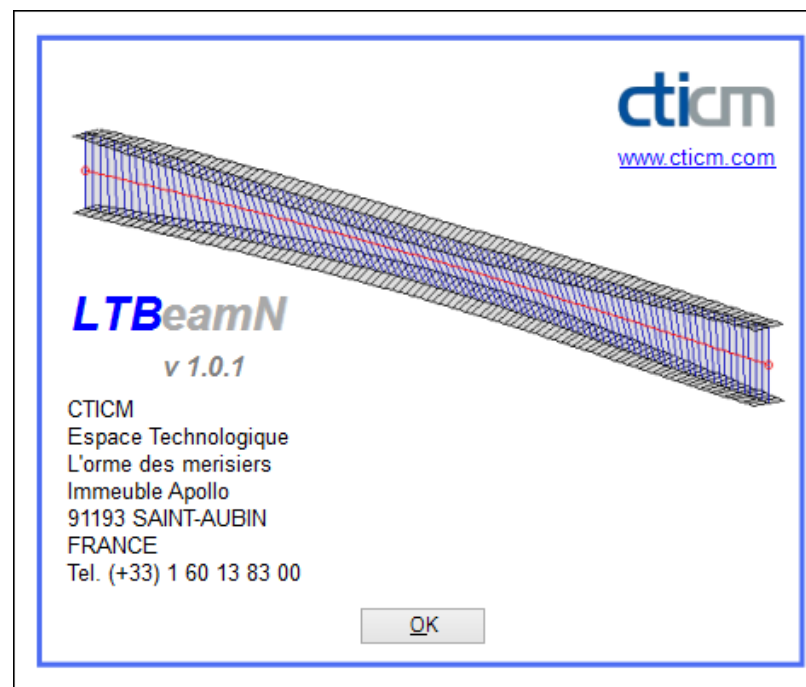 cticm
www.cticm.com
LTBeamN
v 1.0.1
CTICM
Espace Technologique
L'orme des merisiers
Immeuble Apollo
91193 SAINT-AUBIN
FRANCE
Tel. (+33) 1 60 13 83 00
OK